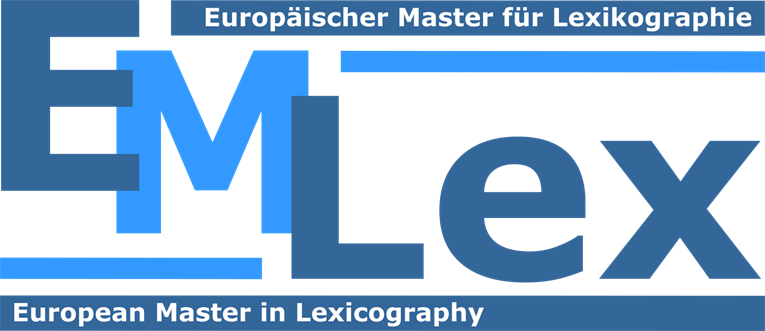 Europäischer Master für Lexikographie
EMLex
European Master in Lexicography